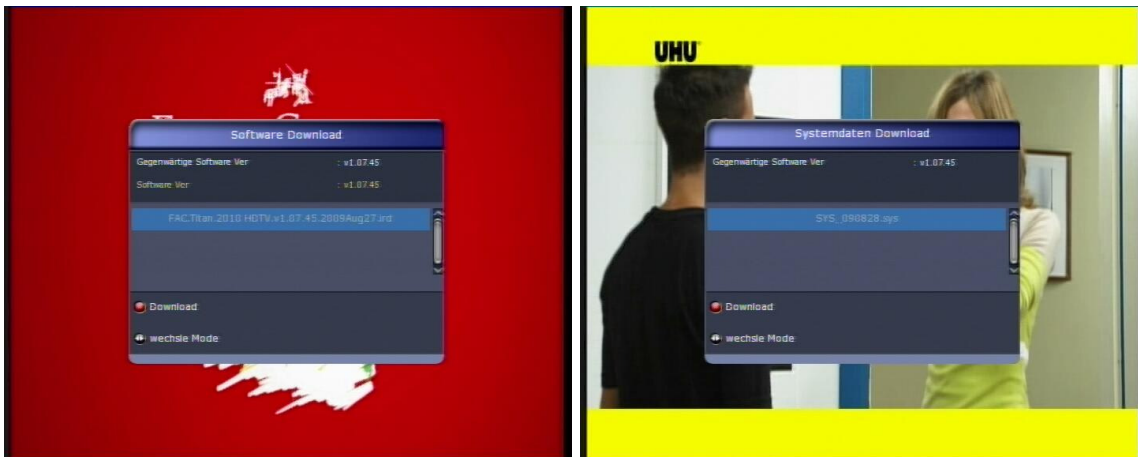 Software Download
Gegenwärtige Software Ver : v1.07.45
Software Ver : v1.07.45
FAC.Titan 2010 HDTV.v1.07.45.2009Aug27.ird
Download
wechsle Mode
UHU
Systemdaten Download
Gegenwärtige Software Ver : v1.07.45
SYS_090828.sys
Download
wechsle Mode